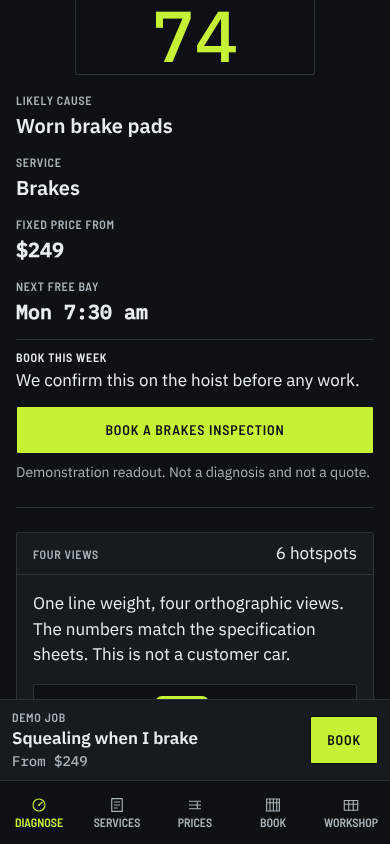 74
LIKELY CAUSE
Worn brake pads
SERVICE
Brakes
FIXED PRICE FROM
$249
NEXT FREE BAY
Mon 7:30 am
BOOK THIS WEEK
We confirm this on the hoist before any work.
BOOK A BRAKES INSPECTION
Demonstration readout. Not a diagnosis and not a quote.
FOUR VIEWS
6 hotspots
One line weight, four orthographic views.
The numbers match the specification
sheets. This is not a customer car.
DEMO JOB
Squealing when I brake
From $249
BOOK
DIAGNOSE
SERVICES
PRICES
BOOK
WORKSHOP